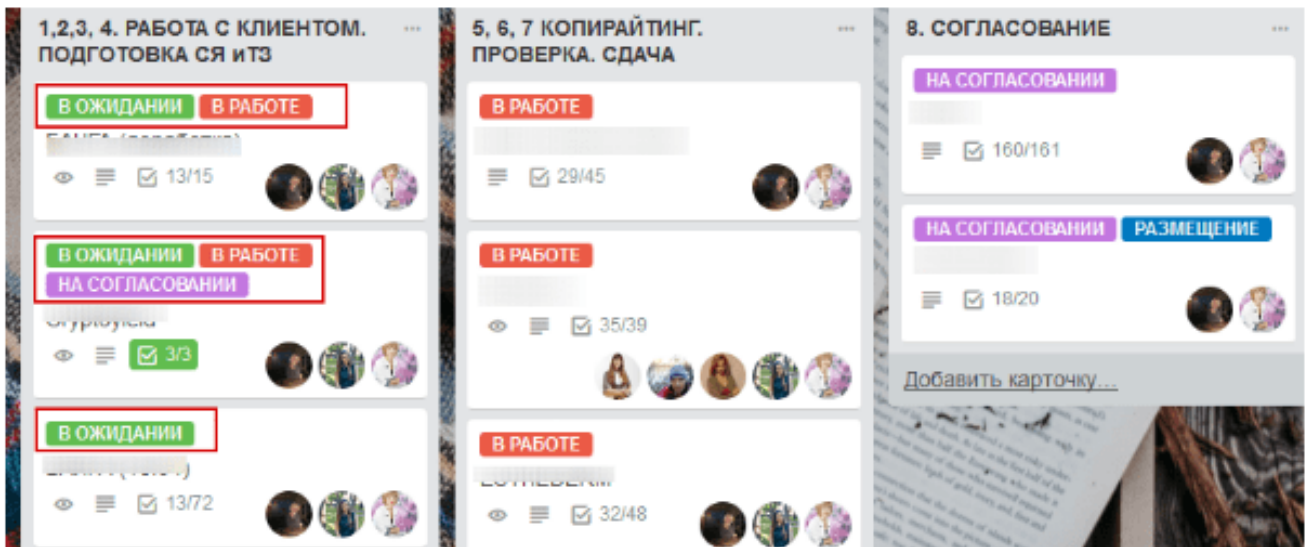 1,2,3, 4. РАБОТА С КЛИЕНТОМ.
ПОДГОТОВКА СЯ иТЗ
В ОЖИДАНИИ В РАБОТЕ
13/15
В ОЖИДАНИИ В РАБОТЕ
НА СОГЛАСОВАНИИ
3/3
В ОЖИДАНИИ
13/72
5, 6, 7 КОПИРАЙТИНГ.
ПРОВЕРКА. СДАЧА
В РАБОТЕ
29/45
В РАБОТЕ
35/39
В РАБОТЕ
32/48
8. СОГЛАСОВАНИЕ
НА СОГЛАСОВАНИИ
160/161
НА СОГЛАСОВАНИИ РАЗМЕЩЕНИЕ
18/20
Добавить карточку...